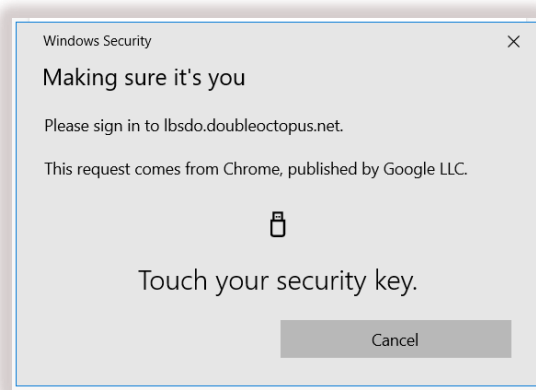 Windows Security
Making sure it's you
Please sign in to lbsdo.doubleoctopus.net.
This request comes from Chrome, published by Google LLC.
Touch your security key.
Cancel